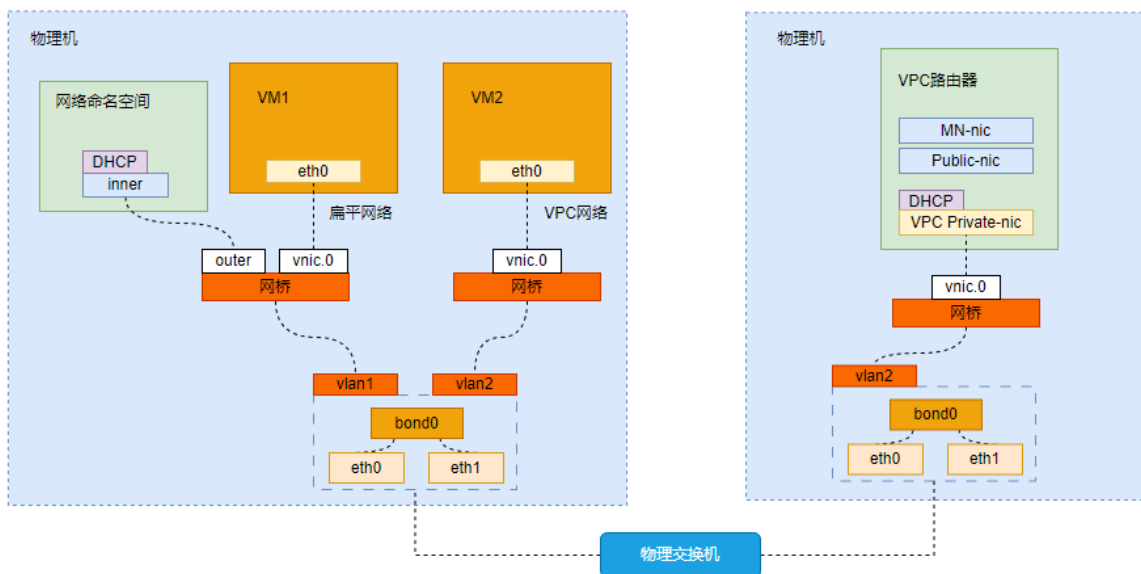 物理机
网络命名空间
DHCP
inner
VM1
eth0
扁平网络
VM2
eth0
VPC网络
outer
vnic.0
网桥
vnic.0
网桥
vlan1
vlan2
bond0
eth0
eth1
物理机
VPC路由器
MN-nic
Public-nic
DHCP
VPC Private-nic
vnic.0
网桥
vlan2
bond0
eth0
eth1
物理交换机